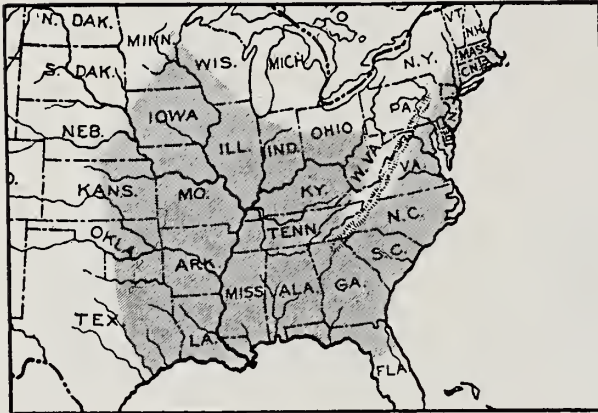 N. DAK.
MINN.
WIS.
MICH.
N.Y.
VT.
N.H.
MASS
CN
S. DAK.
IOWA
NEB.
ILL.
IND.
OHIO
PA.
W. VA.
VA.
KANS.
MO.
KY.
N.C.
TENN.
OKLA.
ARK.
S.C.
MISS.
ALA.
GA.
TEX.
LA.
FLA.